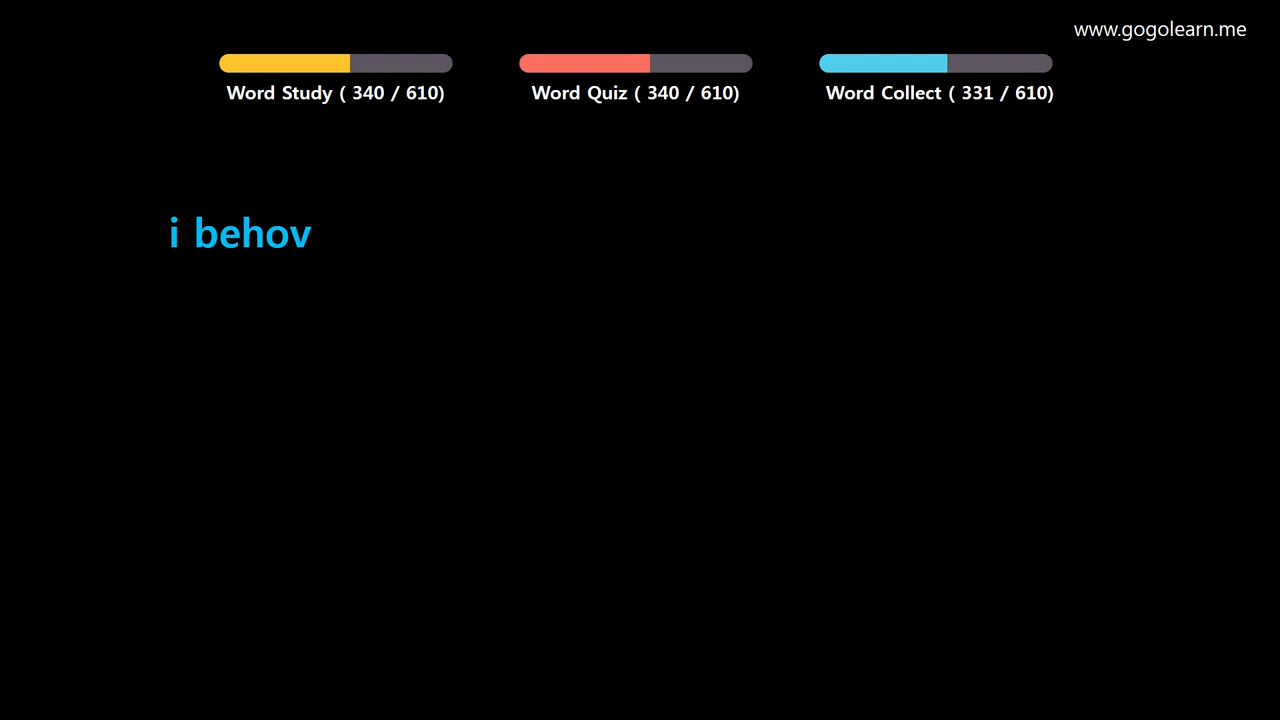 www.gogolearn.me
Word Study ( 340 / 610)
Word Quiz ( 340 / 610)
Word Collect ( 331 / 610)
i behov